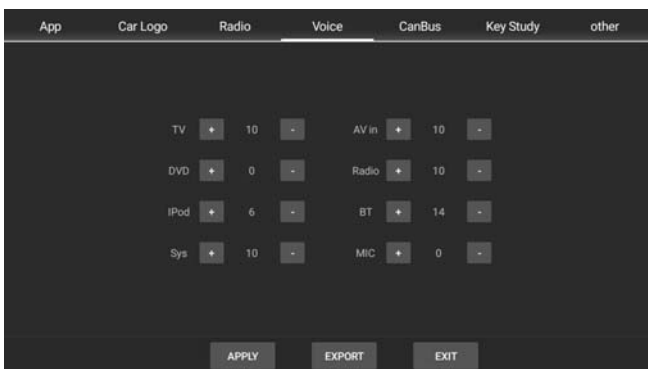 App Car Logo Radio Voice CanBus Key Study other
TV + 10 - AV in + 10 -
DVD + 0 - Radio + 10 -
IPod + 6 - BT + 14 -
Sys + 10 - MIC + 0 -
APPLY EXPORT EXIT